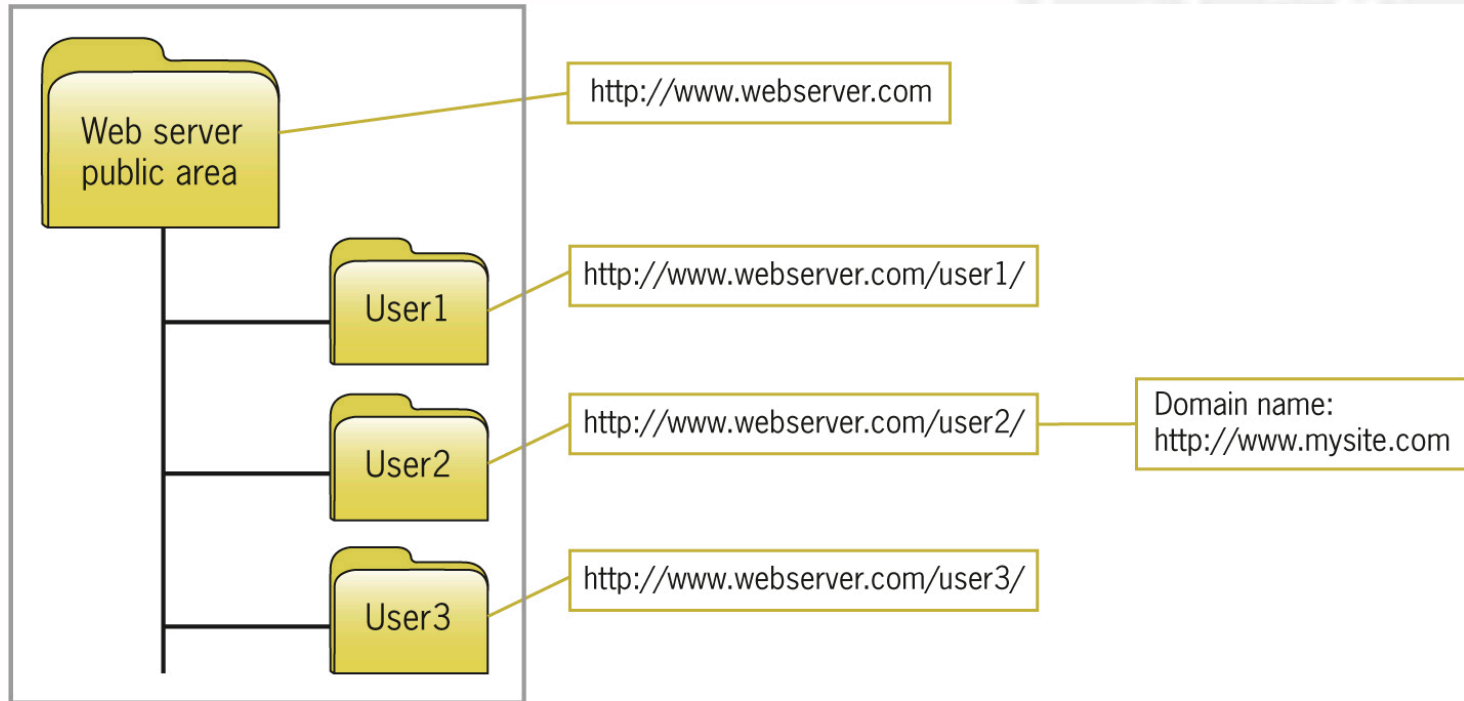 Web server
public area
http://www.webserver.com
User1
http://www.webserver.com/user1/
User2
http://www.webserver.com/user2/
Domain name:
http://www.mysite.com
User3
http://www.webserver.com/user3/